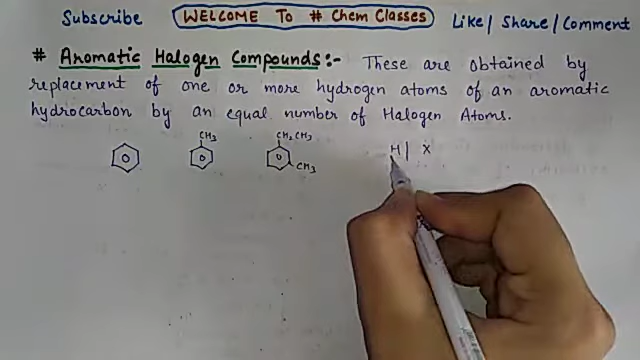 Subscribe WELCOME To # Chem Classes Like/ Share/Comment
# Aromatic Halogen Compounds:- These are obtained by
replacement of one or more hydrogen atoms of an aromatic
hydrocarbon by an equal number of Halogen Atoms.
CH3 CH2CH3
H| X
CH3